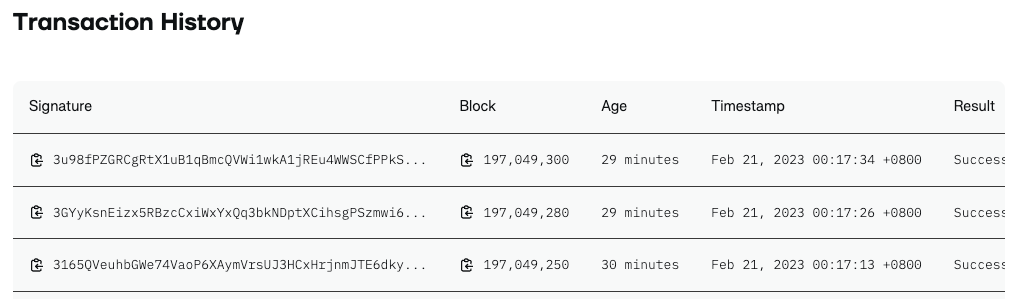 Transaction History
Signature Block Age Timestamp Result
3u98fPZGRCgRtX1uB1qBmcQVWi1wkA1jREu4WWSCfPPkS... 197,049,300 29 minutes Feb 21, 2023 00:17:34 +0800 Success
3GYyKsnEizx5RBzcCxiWxYxQq3bkNDptXCihsgPSzmwi6... 197,049,280 29 minutes Feb 21, 2023 00:17:26 +0800 Success
3165QVeuhbGWe74VaoP6XAymVrsUJ3HCxHrjnmJTE6dky... 197,049,250 30 minutes Feb 21, 2023 00:17:13 +0800 Success